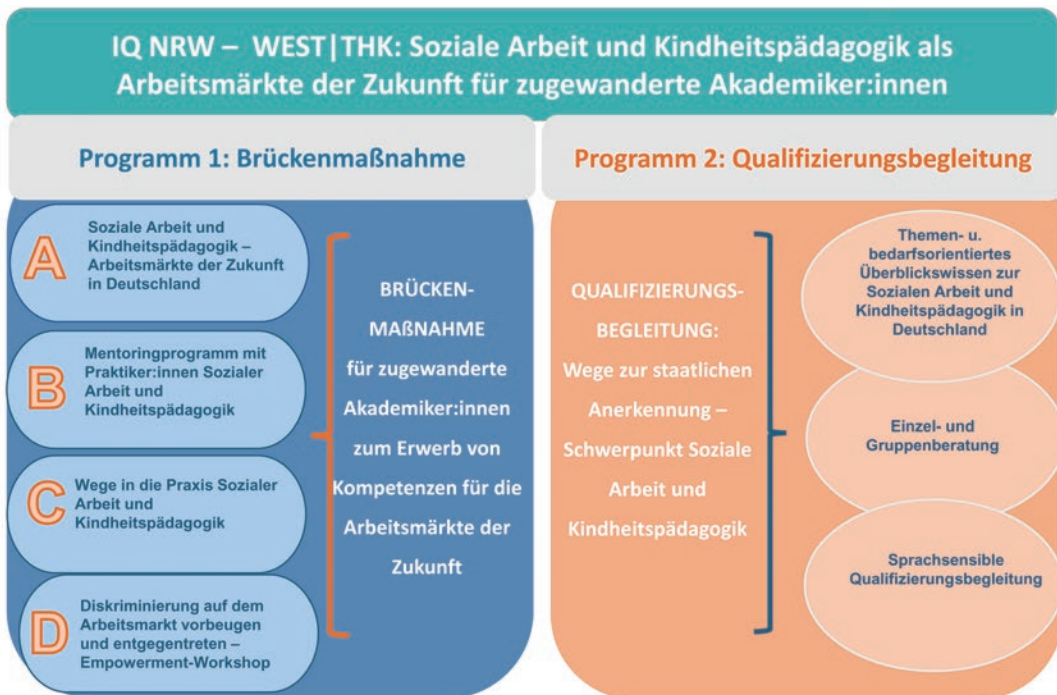 IQ NRW – WEST|THK: Soziale Arbeit und Kindheitspädagogik als
Arbeitsmärkte der Zukunft für zugewanderte Akademiker:innen
Programm 1: Brückenmaßnahme
A
Soziale Arbeit und
Kindheitspädagogik –
Arbeitsmärkte der Zukunft
in Deutschland
B
Mentoringprogramm mit
Praktiker:innen Sozialer
Arbeit und
Kindheitspädagogik
C
Wege in die Praxis Sozialer
Arbeit und
Kindheitspädagogik
D
Diskriminierung auf dem
Arbeitsmarkt vorbeugen
und entgegentreten –
Empowerment-Workshop
BRÜCKEN-
MAßNAHME
für zugewanderte
Akademiker:innen
zum Erwerb von
Kompetenzen für die
Arbeitsmärkte der
Zukunft
Programm 2: Qualifizierungsbegleitung
QUALIFIZIERUNGS-
BEGLEITUNG:
Wege zur staatlichen
Anerkennung –
Schwerpunkt Soziale
Arbeit und
Kindheitspädagogik
Themen- u.
bedarfsorientiertes
Überblickswissen zur
Sozialen Arbeit und
Kindheitspädagogik in
Deutschland
Einzel- und
Gruppenberatung
Sprachsensible
Qualifizierungsbegleitung